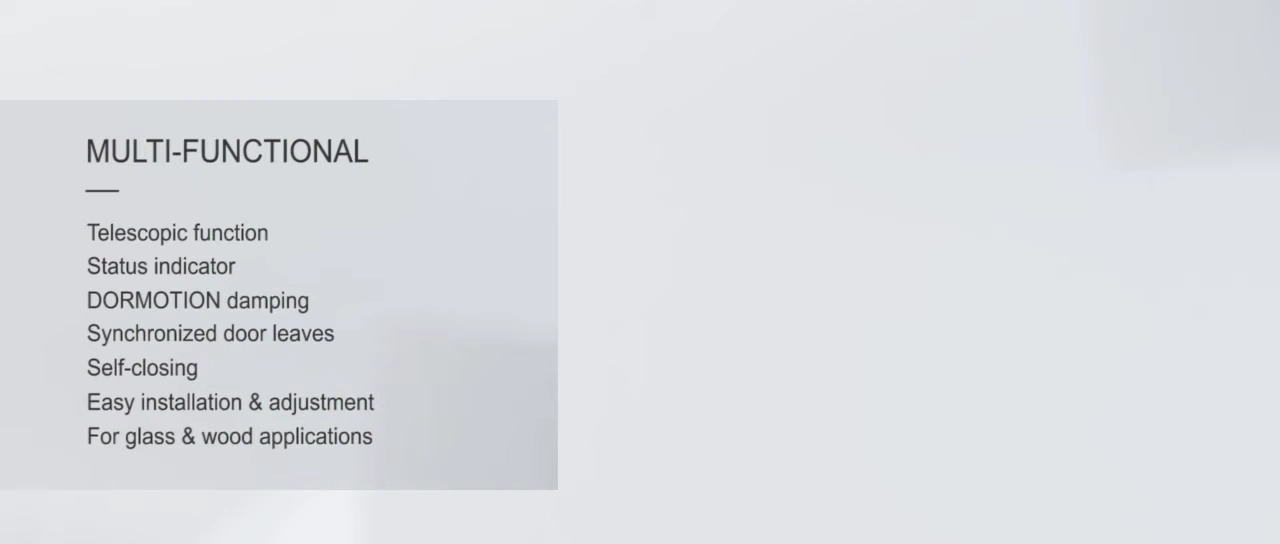 MULTI-FUNCTIONAL
Telescopic function
Status indicator
DORMOTION damping
Synchronized door leaves
Self-closing
Easy installation & adjustment
For glass & wood applications